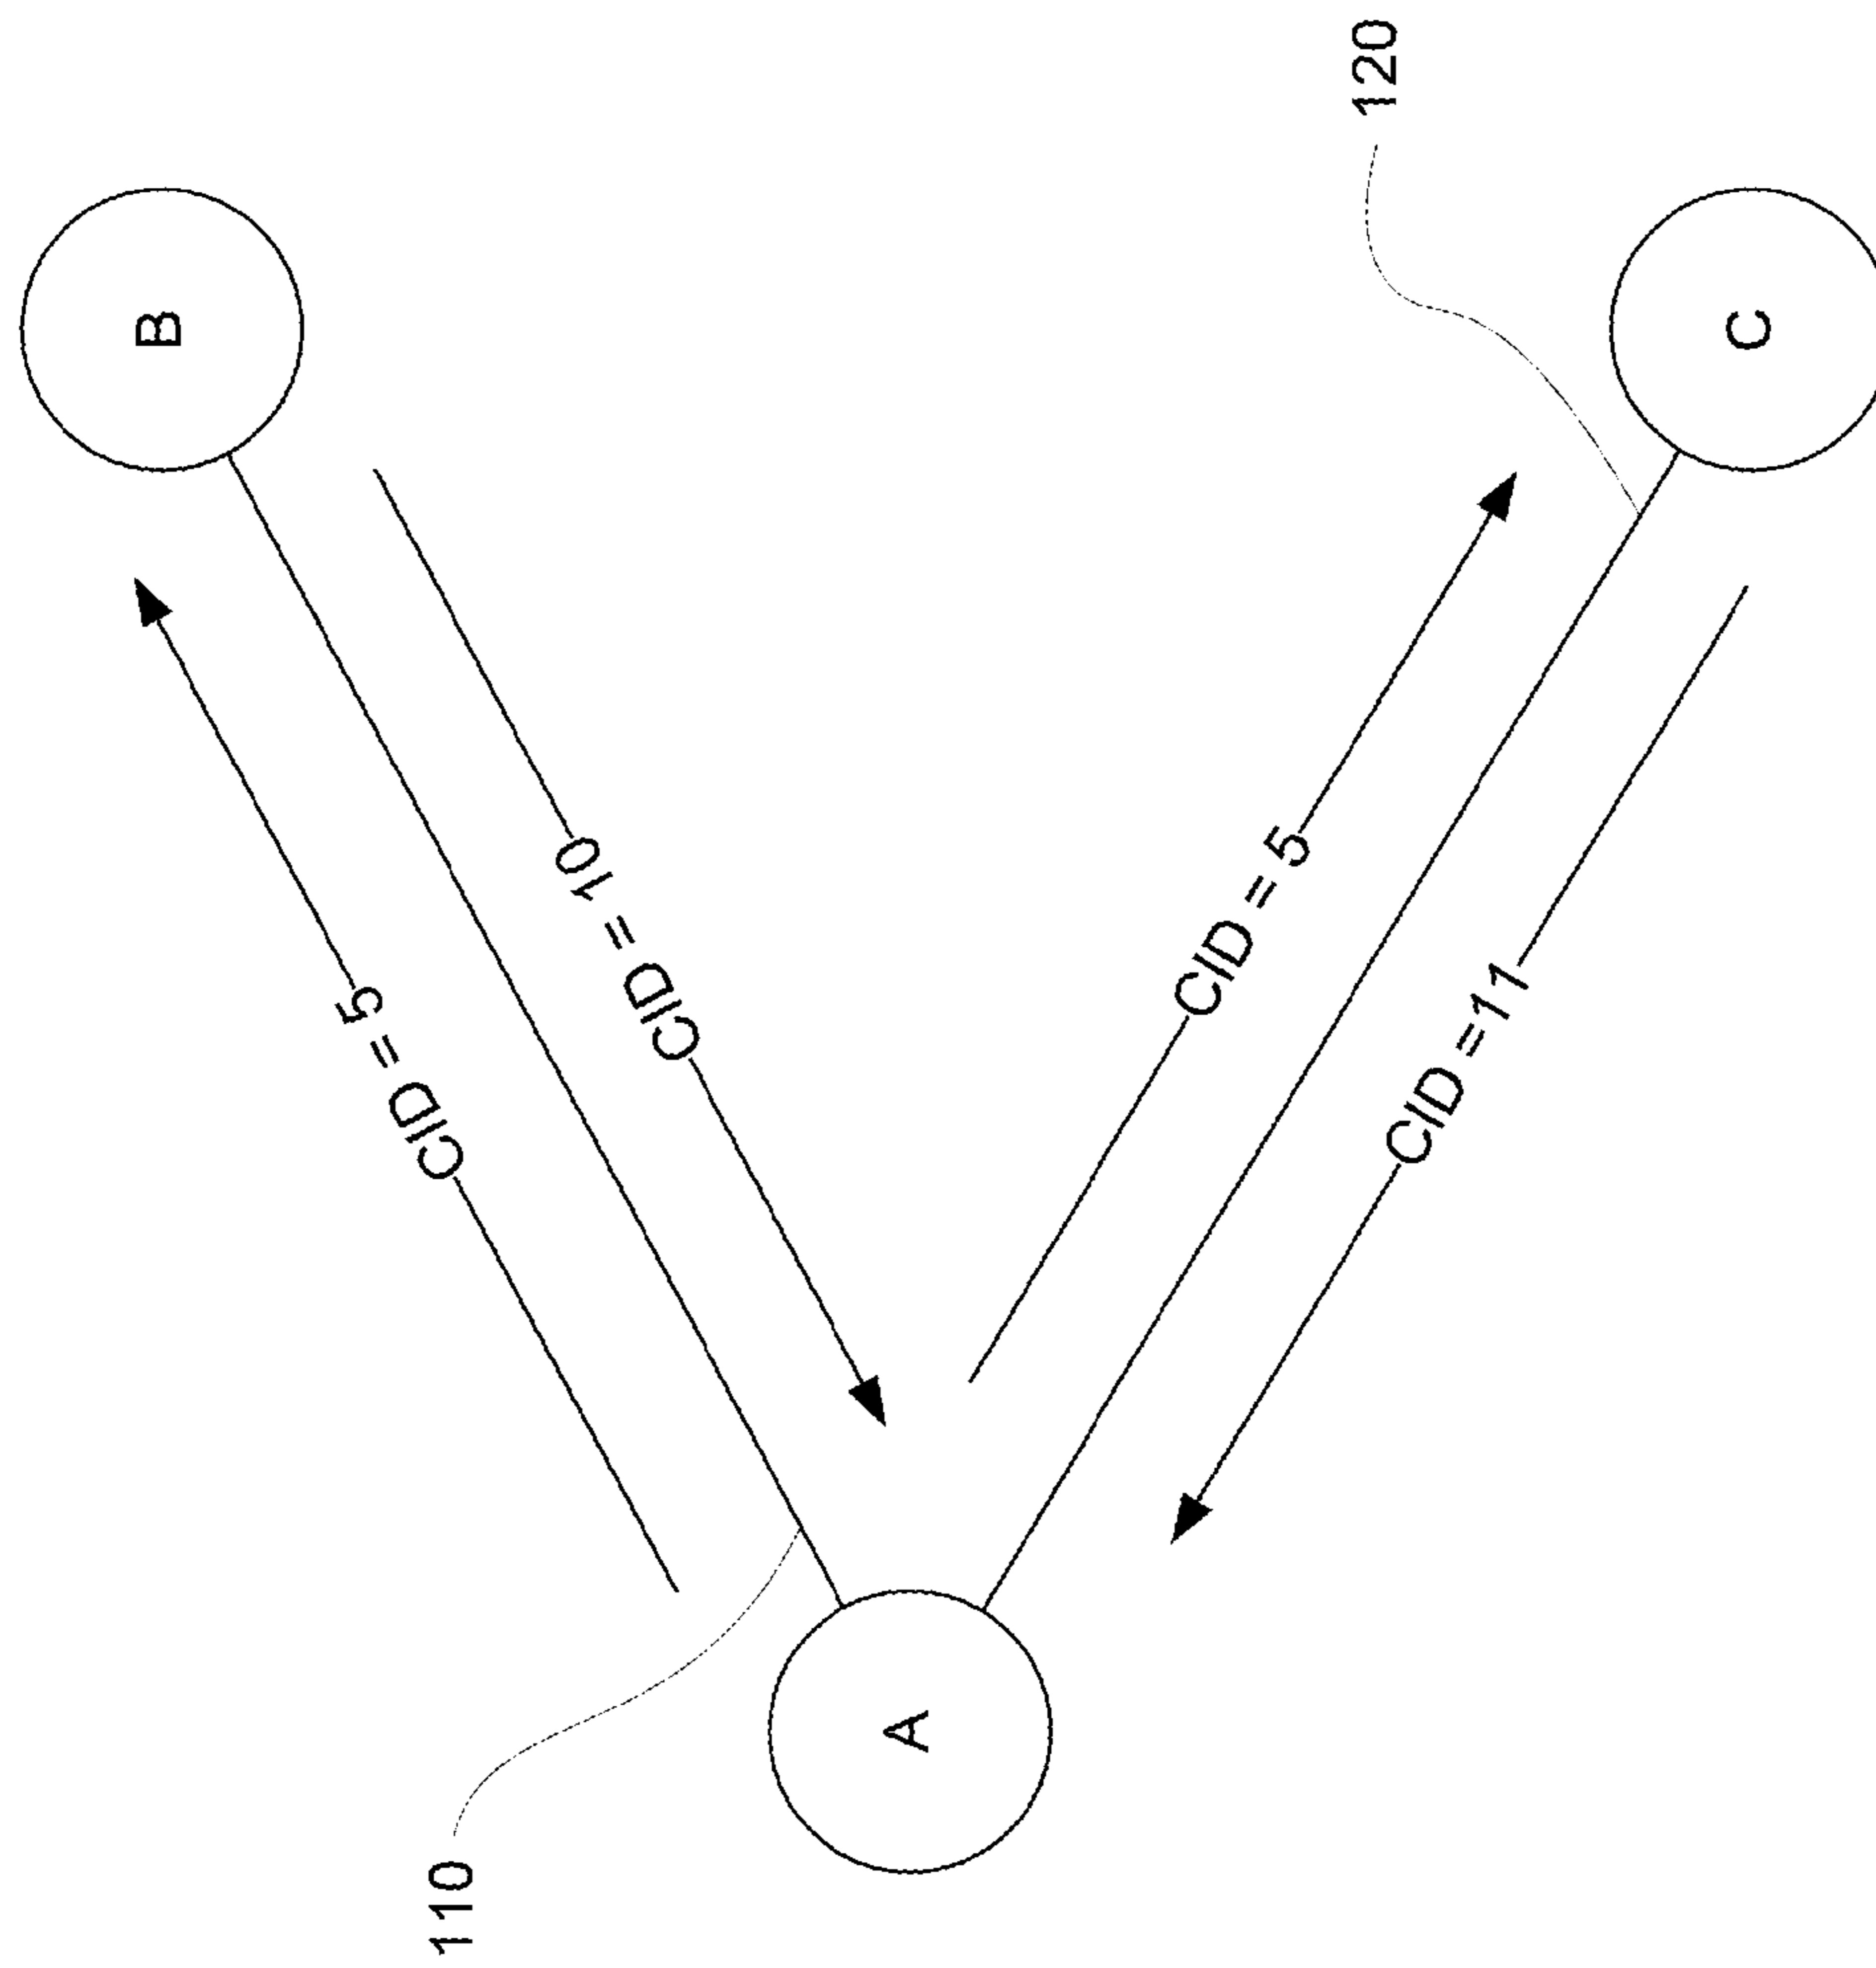 110
CID = 5
B
CID = 10
A
CID = 5
120
CID =11
C